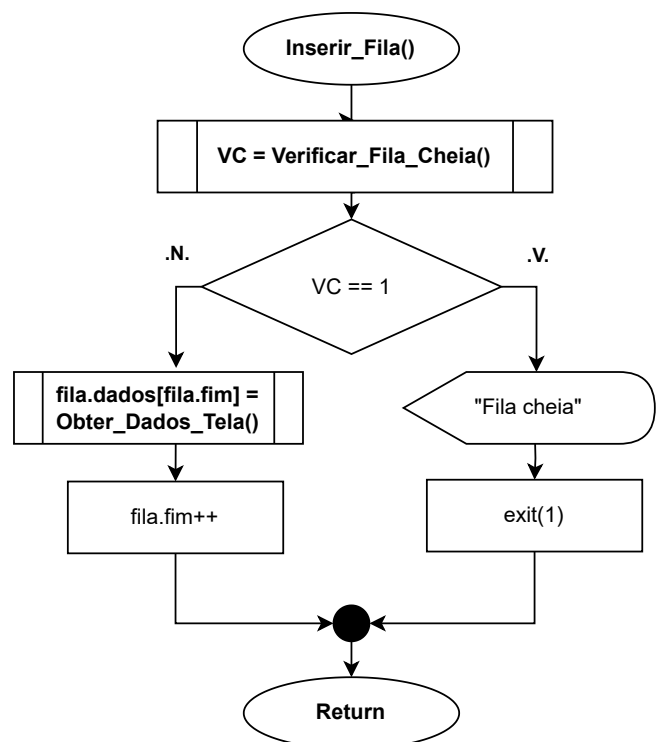 Inserir_Fila()
VC = Verificar_Fila_Cheia()
.N.
.V.
VC == 1
fila.dados[fila.fim] =
Obter_Dados_Tela()
"Fila cheia"
fila.fim++
exit(1)
Return